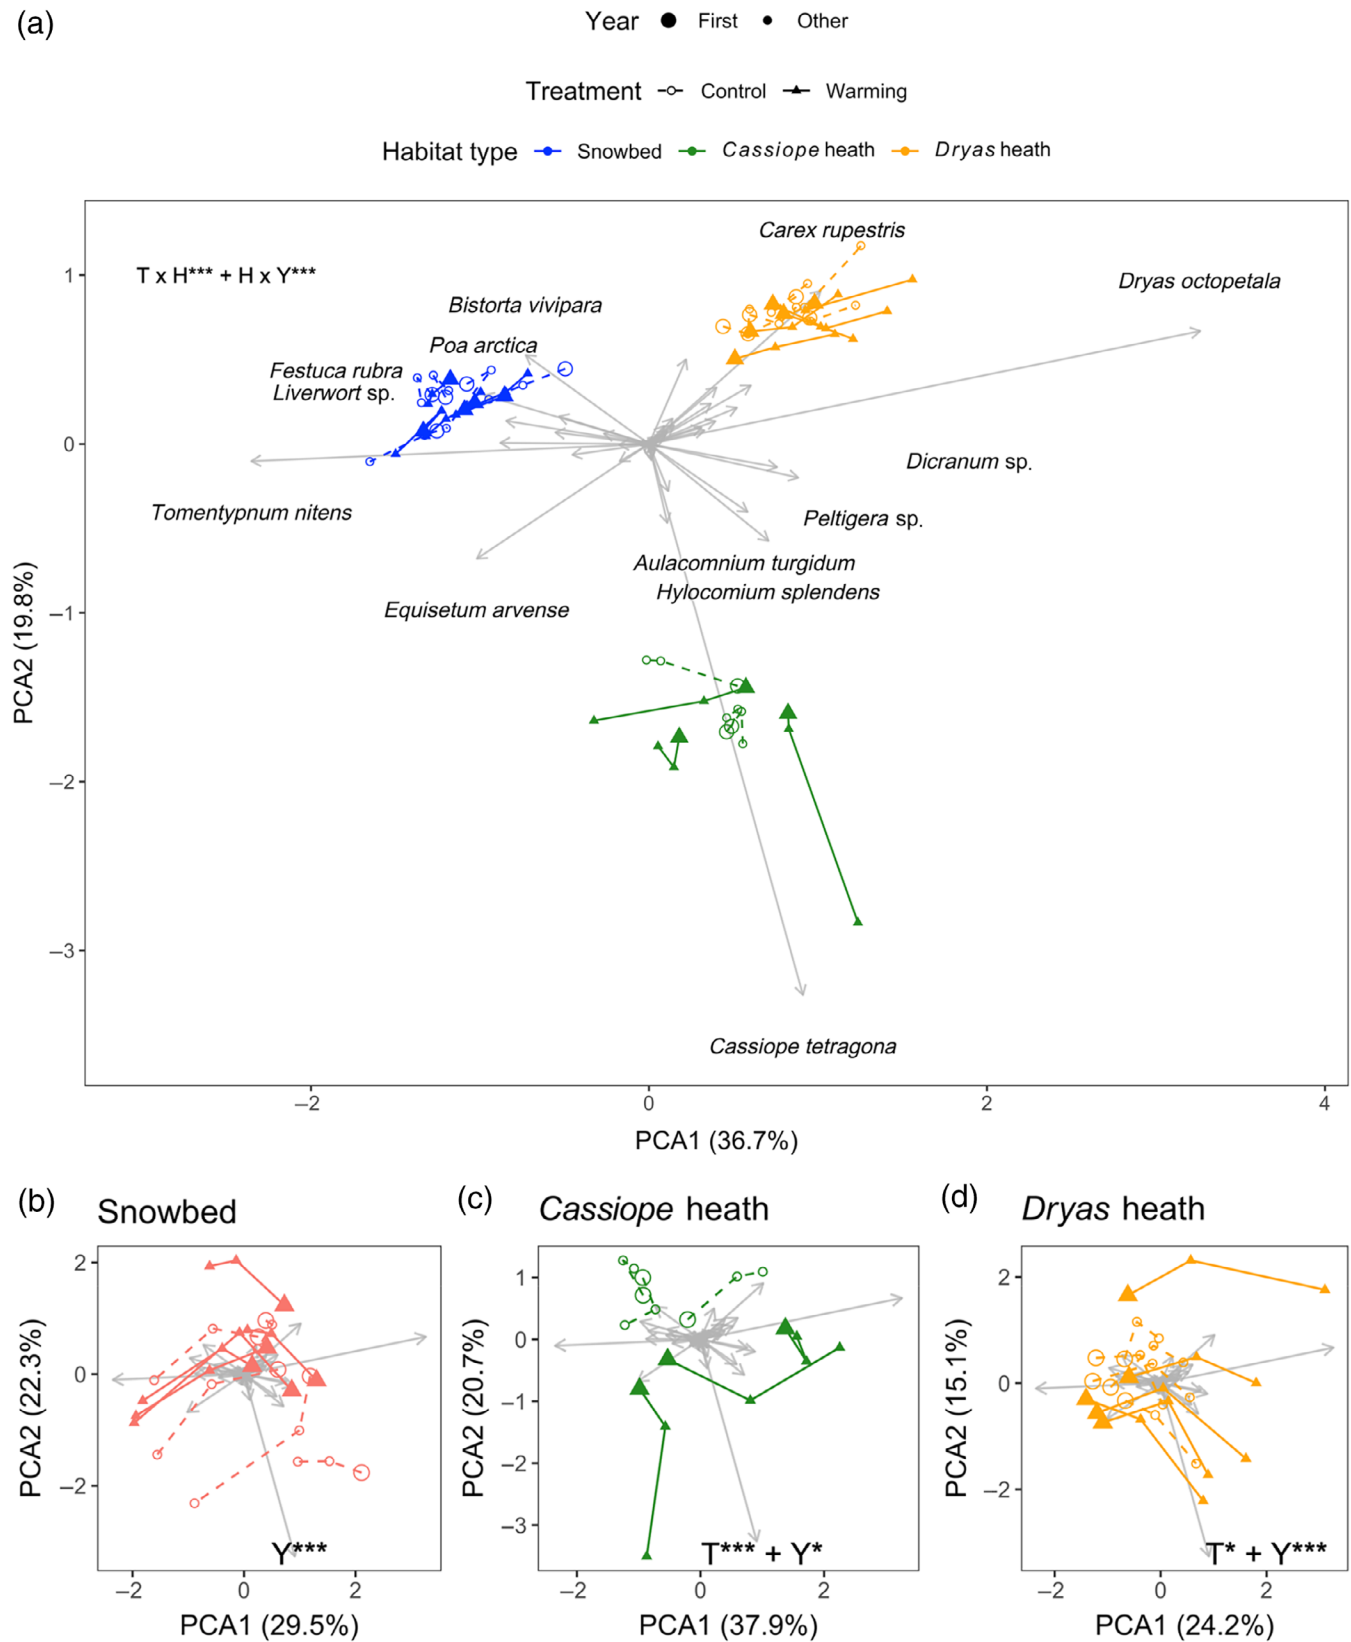 (a)
Year First Other
Treatment Control Warming
Habitat type Snowbed Cassiope heath Dryas heath
T x H*** + H x Y***
Carex rupestris
Dryas octopetala
Bistorta vivipara
Poa arctica
Festuca rubra
Liverwort sp.
Dicranum sp.
Tomentypnum nitens
Peltigera sp.
Aulacomnium turgidum
Hylocomium splendens
Equisetum arvense
Cassiope tetragona
PCA2 (19.8%)
1
0
−1
−2
−3
−2 0 2 4
PCA1 (36.7%)
(b) Snowbed
PCA2 (22.3%)
2
0
−2
Y***
−2 0 2
PCA1 (29.5%)
(c) Cassiope heath
PCA2 (20.7%)
1
0
−1
−2
−3
T*** + Y*
−2 0 2
PCA1 (37.9%)
(d) Dryas heath
PCA2 (15.1%)
2
0
−2
T* + Y***
−2 0 2
PCA1 (24.2%)